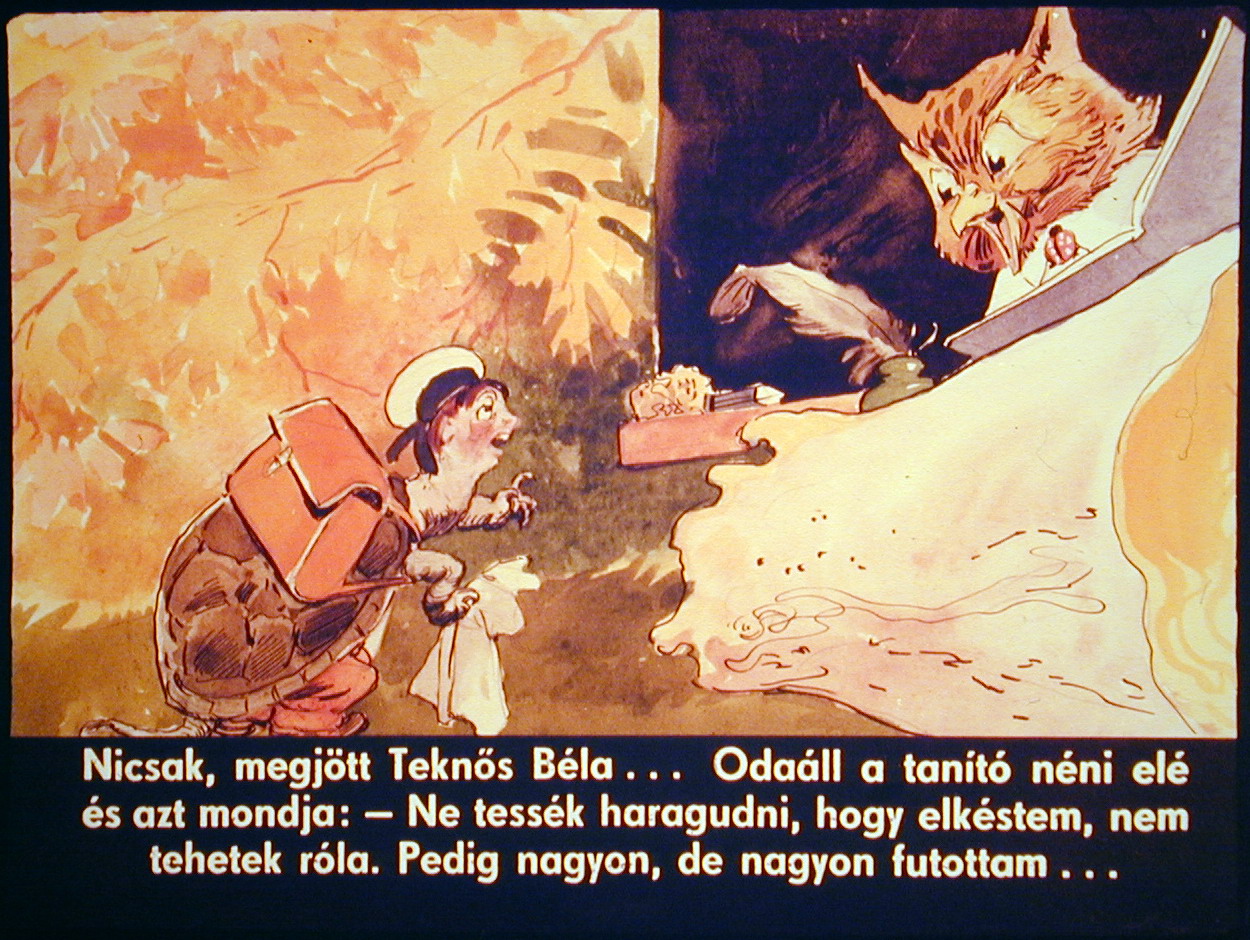 Nicsak, megjött Teknős Béla . . . Odaáll a tanító néni elé
és azt mondja: — Ne tessék haragudni, hogy elkéstem, nem
tehetek róla. Pedig nagyon, de nagyon futottam . . .